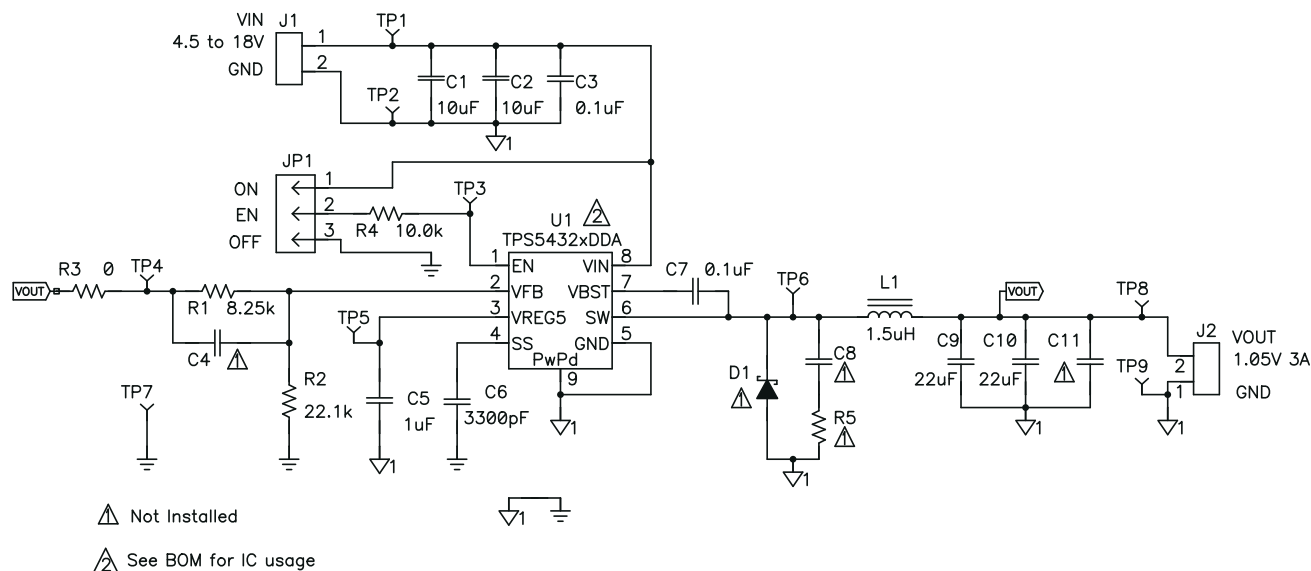 VIN
4.5 to 18V
GND
J1
1
2
TP1
TP2
C1
10uF
C2
10uF
C3
0.1uF
1
JP1
ON
EN
OFF
1
2
3
R4
10.0k
TP3
U1
2
TPS5432xDDA
1
EN
VIN
8
2
VFB
VBST
7
3
VREG5
SW
6
4
SS
GND
5
PwPd
9
1
VOUT
R3
0
TP4
R1
8.25k
C4
1
R2
22.1k
TP7
TP5
C5
1uF
1
C6
3300pF
C7
0.1uF
TP6
D1
1
C8
1
R5
1
1
L1
1.5uH
VOUT
C9
22uF
C10
22uF
C11
1
1
TP8
TP9
J2
2
1
VOUT
1.05V 3A
GND
1
1
1 Not Installed
2 See BOM for IC usage